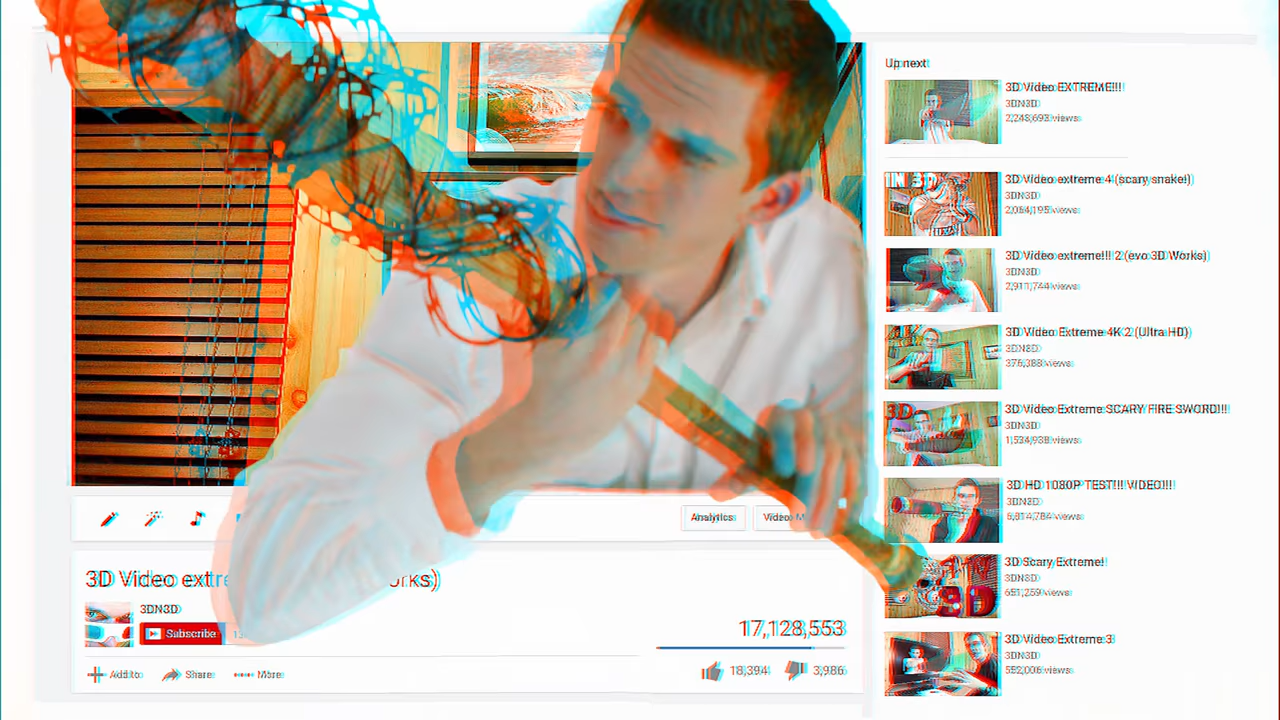 Up next
3D Video EXTREME!!!
3DN3D
2,248,693 views
3D Video extreme 4 (scary snake!)
3DN3D
2,064,195 views
3D Video extreme!!! 2 (evo 3D Works)
3DN3D
2,911,744 views
3D Video Extreme 4K 2 (Ultra HD)
3DN3D
376,388 views
3D Video Extreme SCARY FIRE SWORD!!!
3DN3D
1,534,938 views
3D HD 1080P TEST!!! VIDEO!!!
3DN3D
6,814,784 views
3D Scary Extreme!
3DN3D
651,259 views
3D Video Extreme 3
3DN3D
552,006 views
Analytics
Video M
3D Video extre orks)
3DN3D
Subscribe
17,128,553
Add to Share More
18,394 3,986